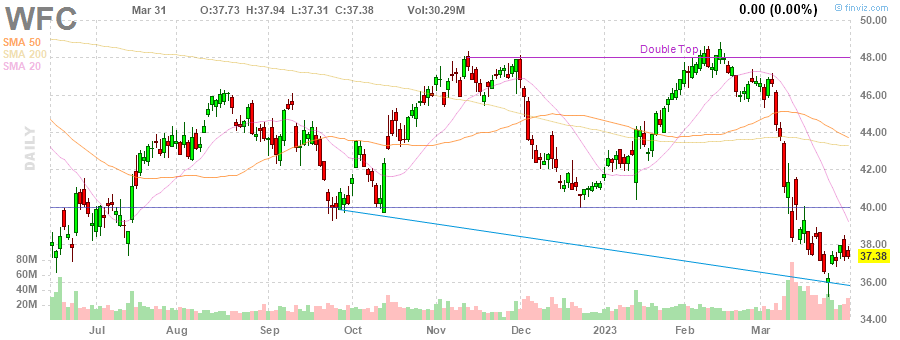 WFC
Mar 31 O:37.73 H:37.94 L:37.31 C:37.38 Vol:30.29M
0.00 (0.00%)
© finviz.com
SMA 50
SMA 200
SMA 20
Double Top
DAILY
50.00
48.00
46.00
44.00
42.00
40.00
38.00
37.38
36.00
34.00
80M
60M
40M
20M
Jul Aug Sep Oct Nov Dec 2023 Feb Mar